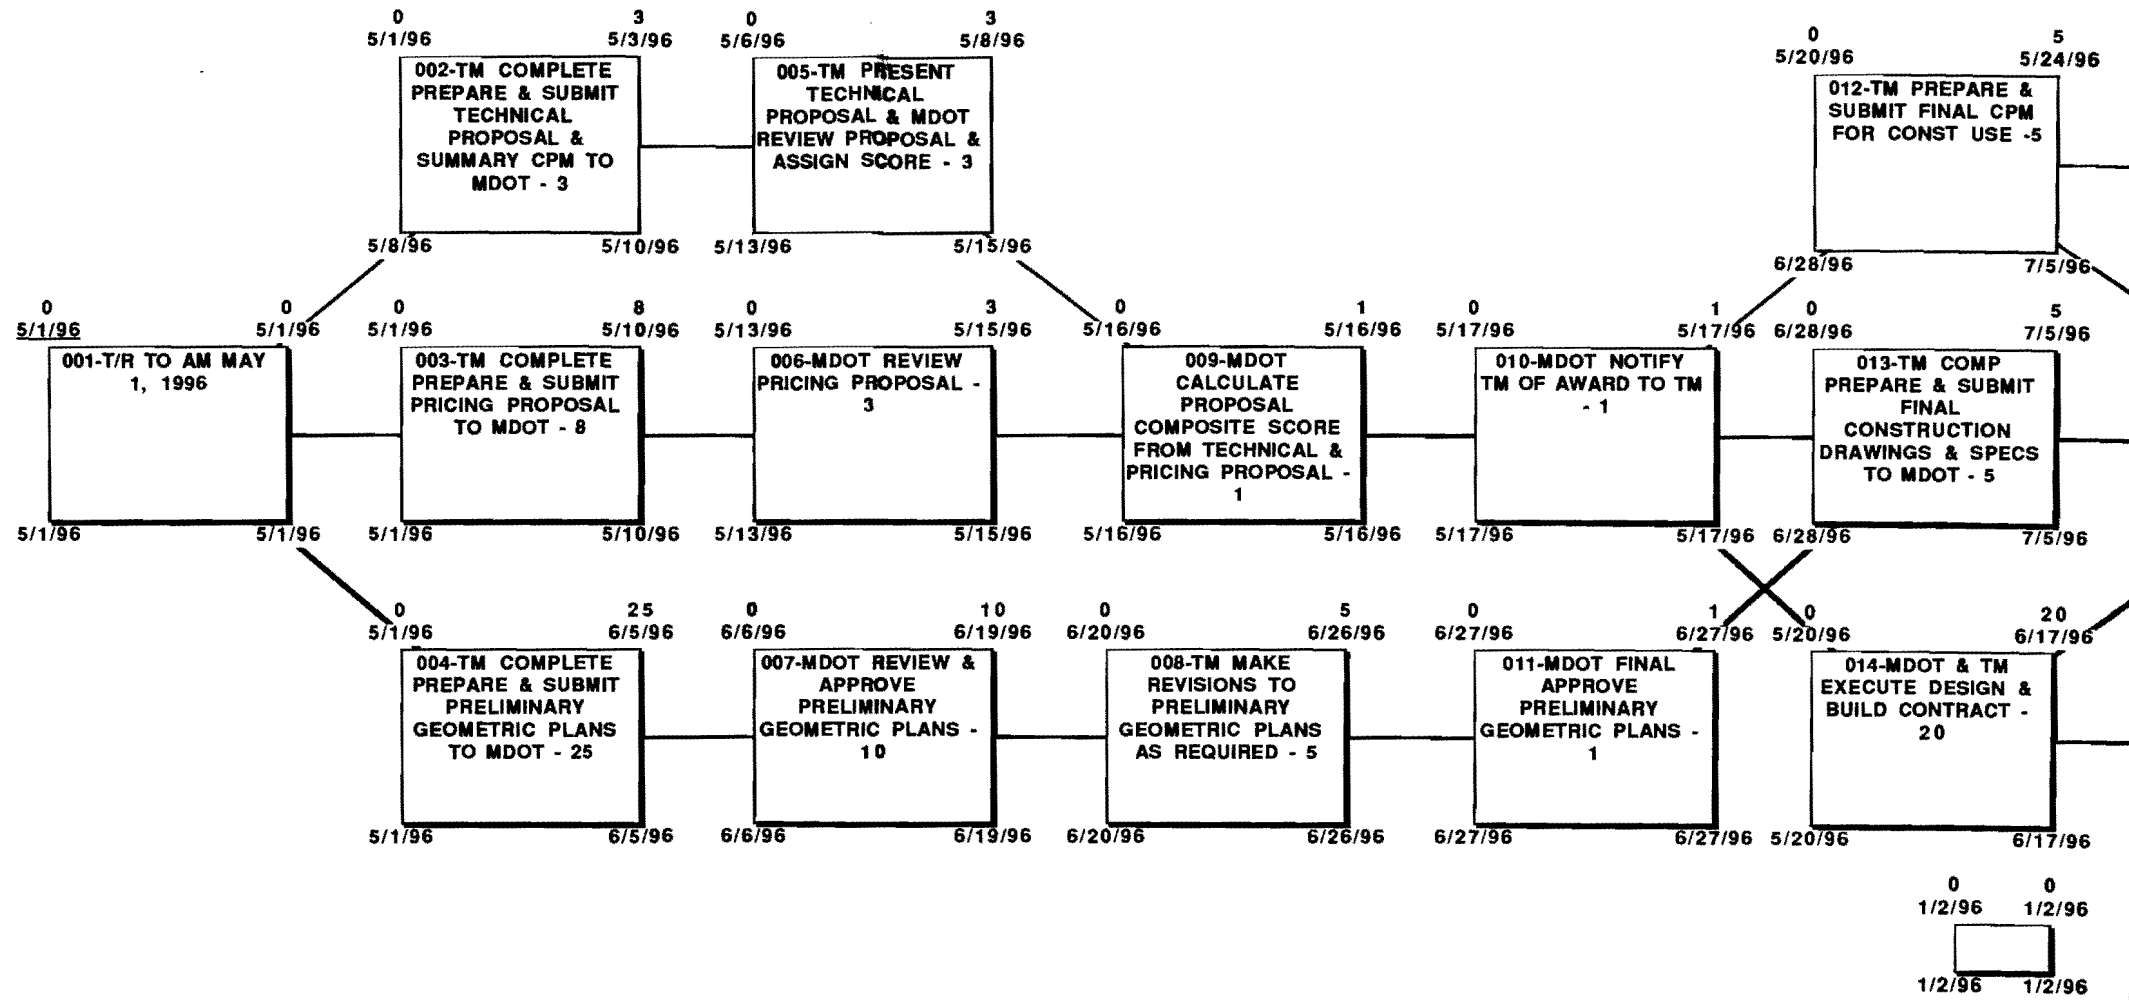 0 3
5/1/96 5/3/96
002-TM COMPLETE
PREPARE & SUBMIT
TECHNICAL
PROPOSAL &
SUMMARY CPM TO
MDOT - 3
5/8/96 5/10/96
0 3
5/6/96 5/8/96
005-TM PRESENT
TECHNICAL
PROPOSAL & MDOT
REVIEW PROPOSAL &
ASSIGN SCORE - 3
5/13/96 5/15/96
0 5
5/20/96 5/24/96
012-TM PREPARE &
SUBMIT FINAL CPM
FOR CONST USE -5
6/28/96 7/5/96
0 0
5/1/96 5/1/96
001-T/R TO AM MAY
1, 1996
5/1/96 5/1/96
0 8
5/1/96 5/10/96
003-TM COMPLETE
PREPARE & SUBMIT
PRICING PROPOSAL
TO MDOT - 8
5/1/96 5/10/96
0 3
5/13/96 5/15/96
006-MDOT REVIEW
PRICING PROPOSAL -
3
5/13/96 5/15/96
0 1
5/16/96 5/16/96
009-MDOT
CALCULATE
PROPOSAL
COMPOSITE SCORE
FROM TECHNICAL &
PRICING PROPOSAL -
1
5/16/96 5/16/96
0 1
5/17/96 5/17/96
010-MDOT NOTIFY
TM OF AWARD TO TM
- 1
5/17/96 5/17/96
0 5
6/28/96 7/5/96
013-TM COMP
PREPARE & SUBMIT
FINAL
CONSTRUCTION
DRAWINGS & SPECS
TO MDOT - 5
6/28/96 7/5/96
0 25
5/1/96 6/5/96
004-TM COMPLETE
PREPARE & SUBMIT
PRELIMINARY
GEOMETRIC PLANS
TO MDOT - 25
5/1/96 6/5/96
0 10
6/6/96 6/19/96
007-MDOT REVIEW &
APPROVE
PRELIMINARY
GEOMETRIC PLANS -
10
6/6/96 6/19/96
0 5
6/20/96 6/26/96
008-TM MAKE
REVISIONS TO
PRELIMINARY
GEOMETRIC PLANS
AS REQUIRED - 5
6/20/96 6/26/96
0 1
6/27/96 6/27/96
011-MDOT FINAL
APPROVE
PRELIMINARY
GEOMETRIC PLANS -
1
6/27/96 6/27/96
0 20
5/20/96 6/17/96
014-MDOT & TM
EXECUTE DESIGN &
BUILD CONTRACT -
20
5/20/96 6/17/96
0 0
1/2/96 1/2/96
1/2/96 1/2/96